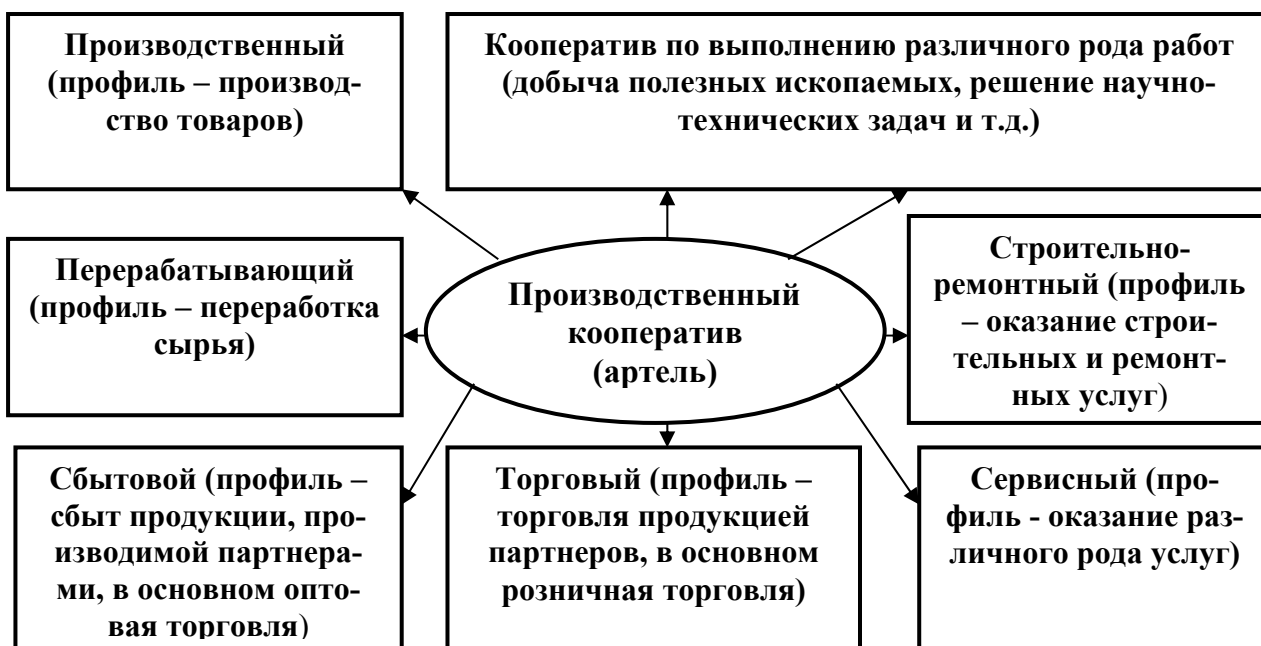 Производственный
(профиль – производ-
ство товаров)
Кооператив по выполнению различного рода работ
(добыча полезных ископаемых, решение научно-
технических задач и т.д.)
Перерабатывающий
(профиль – переработка
сырья)
Производственный
кооператив
(артель)
Строительно-
ремонтный (профиль
– оказание строи-
тельных и ремонт-
ных услуг)
Сбытовой (профиль –
сбыт продукции, про-
изводимой партнера-
ми, в основном опто-
вая торговля)
Торговый (профиль –
торговля продукцией
партнеров, в основном
розничная торговля)
Сервисный (про-
филь - оказание раз-
личного рода услуг)